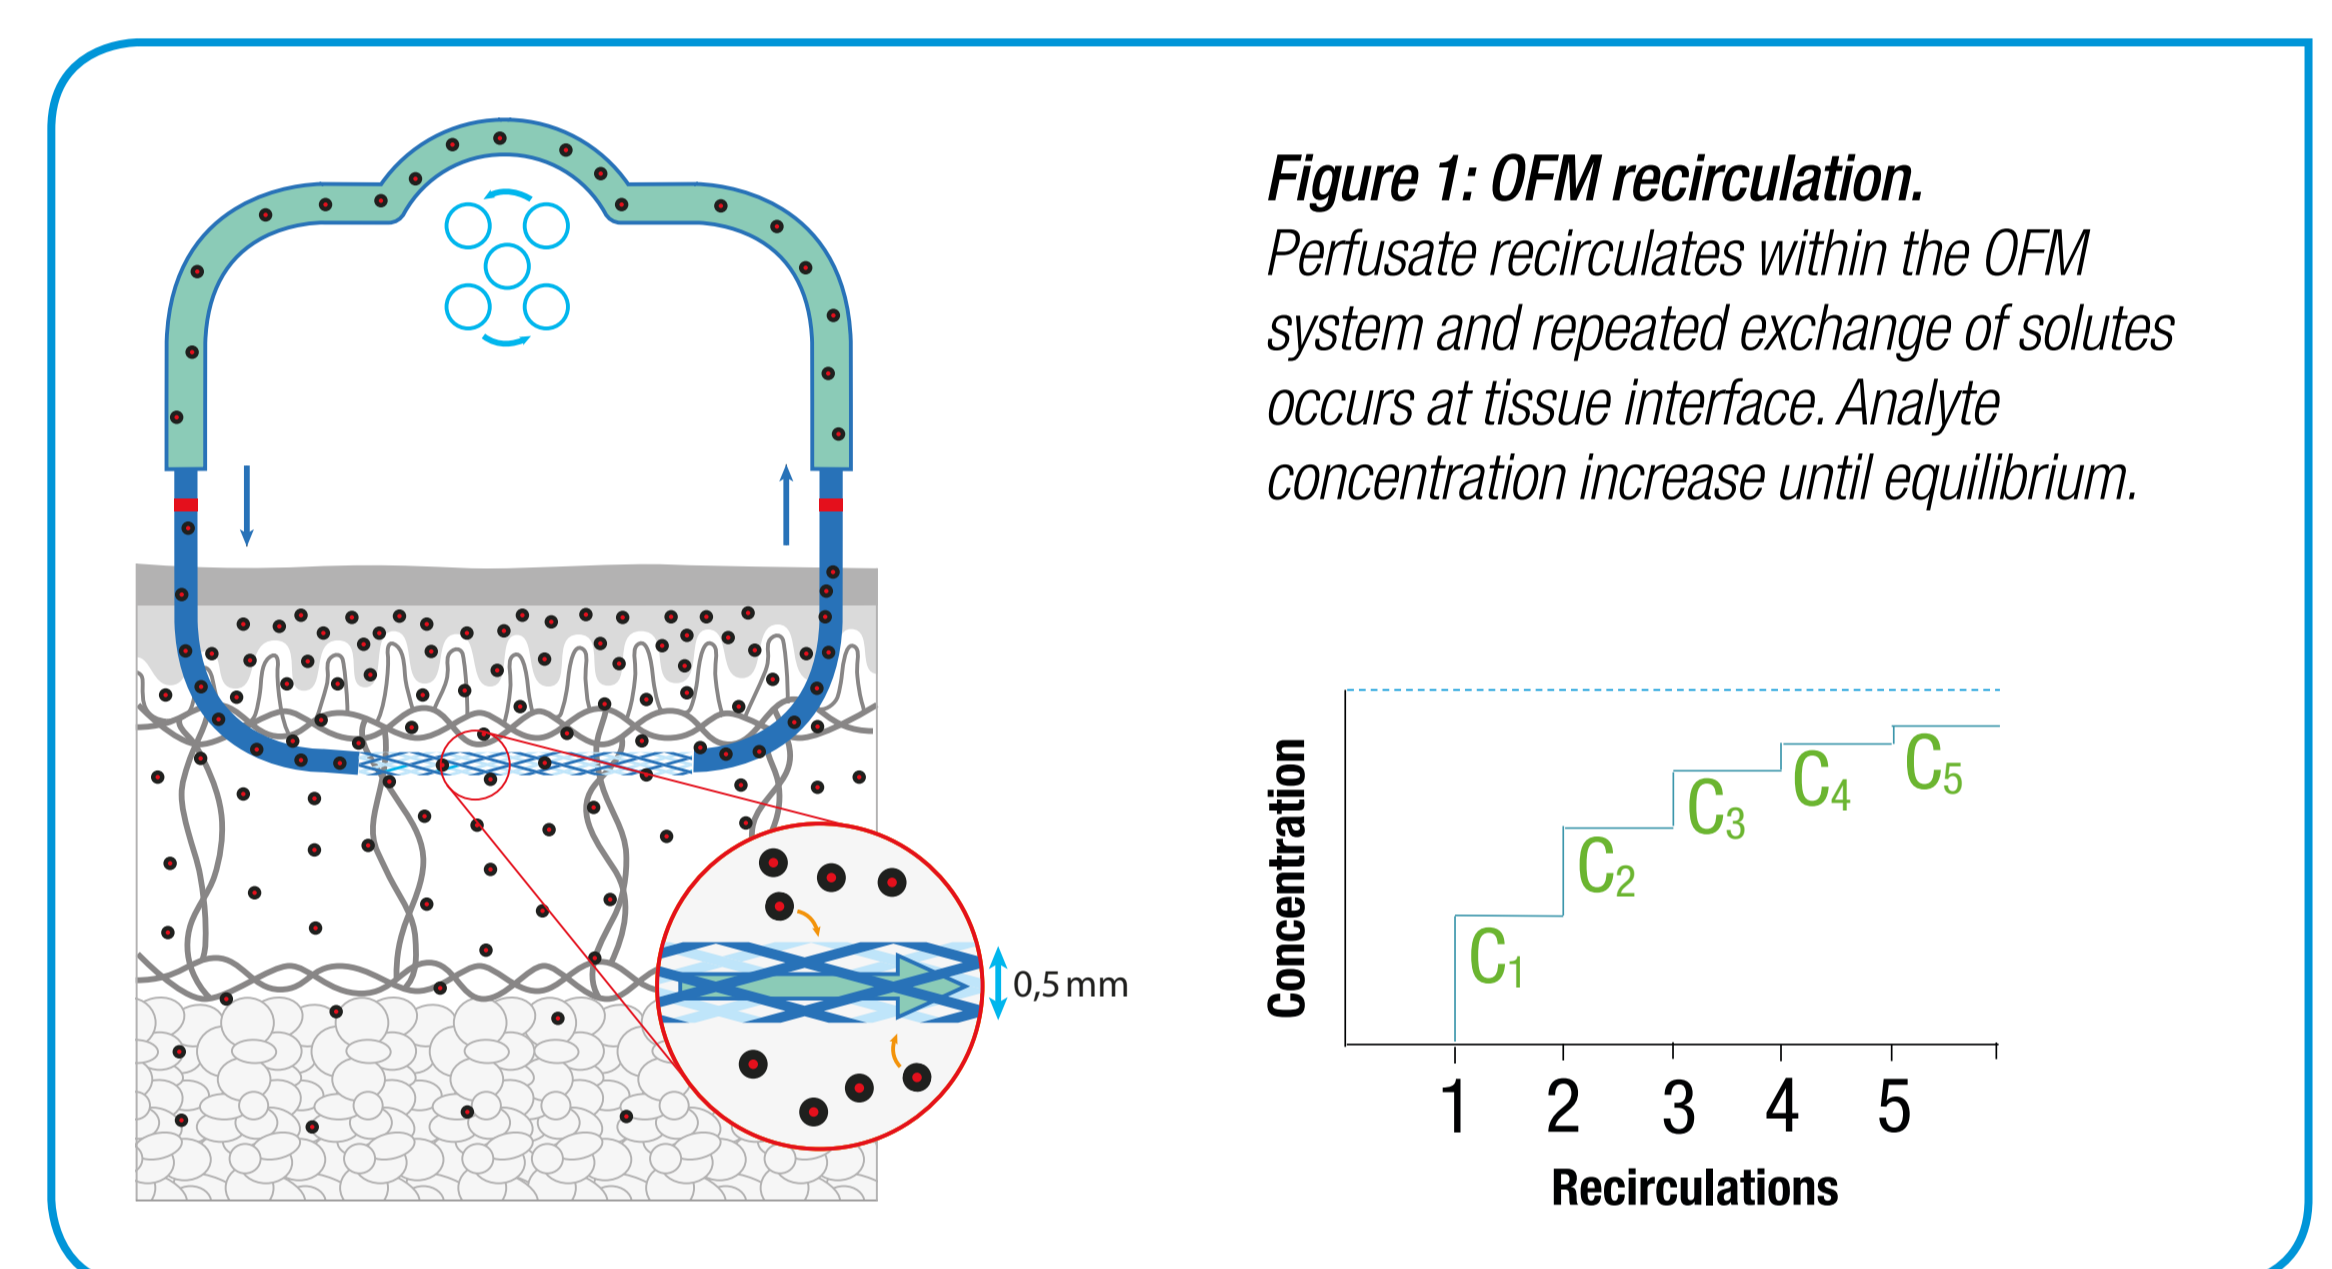 Figure 1: OFM recirculation.
Perfusate recirculates within the OFM
system and repeated exchange of solutes
occurs at tissue interface. Analyte
concentration increase until equilibrium.
0,5 mm
Concentration
C1
C2
C3
C4
C5
1 2 3 4 5
Recirculations